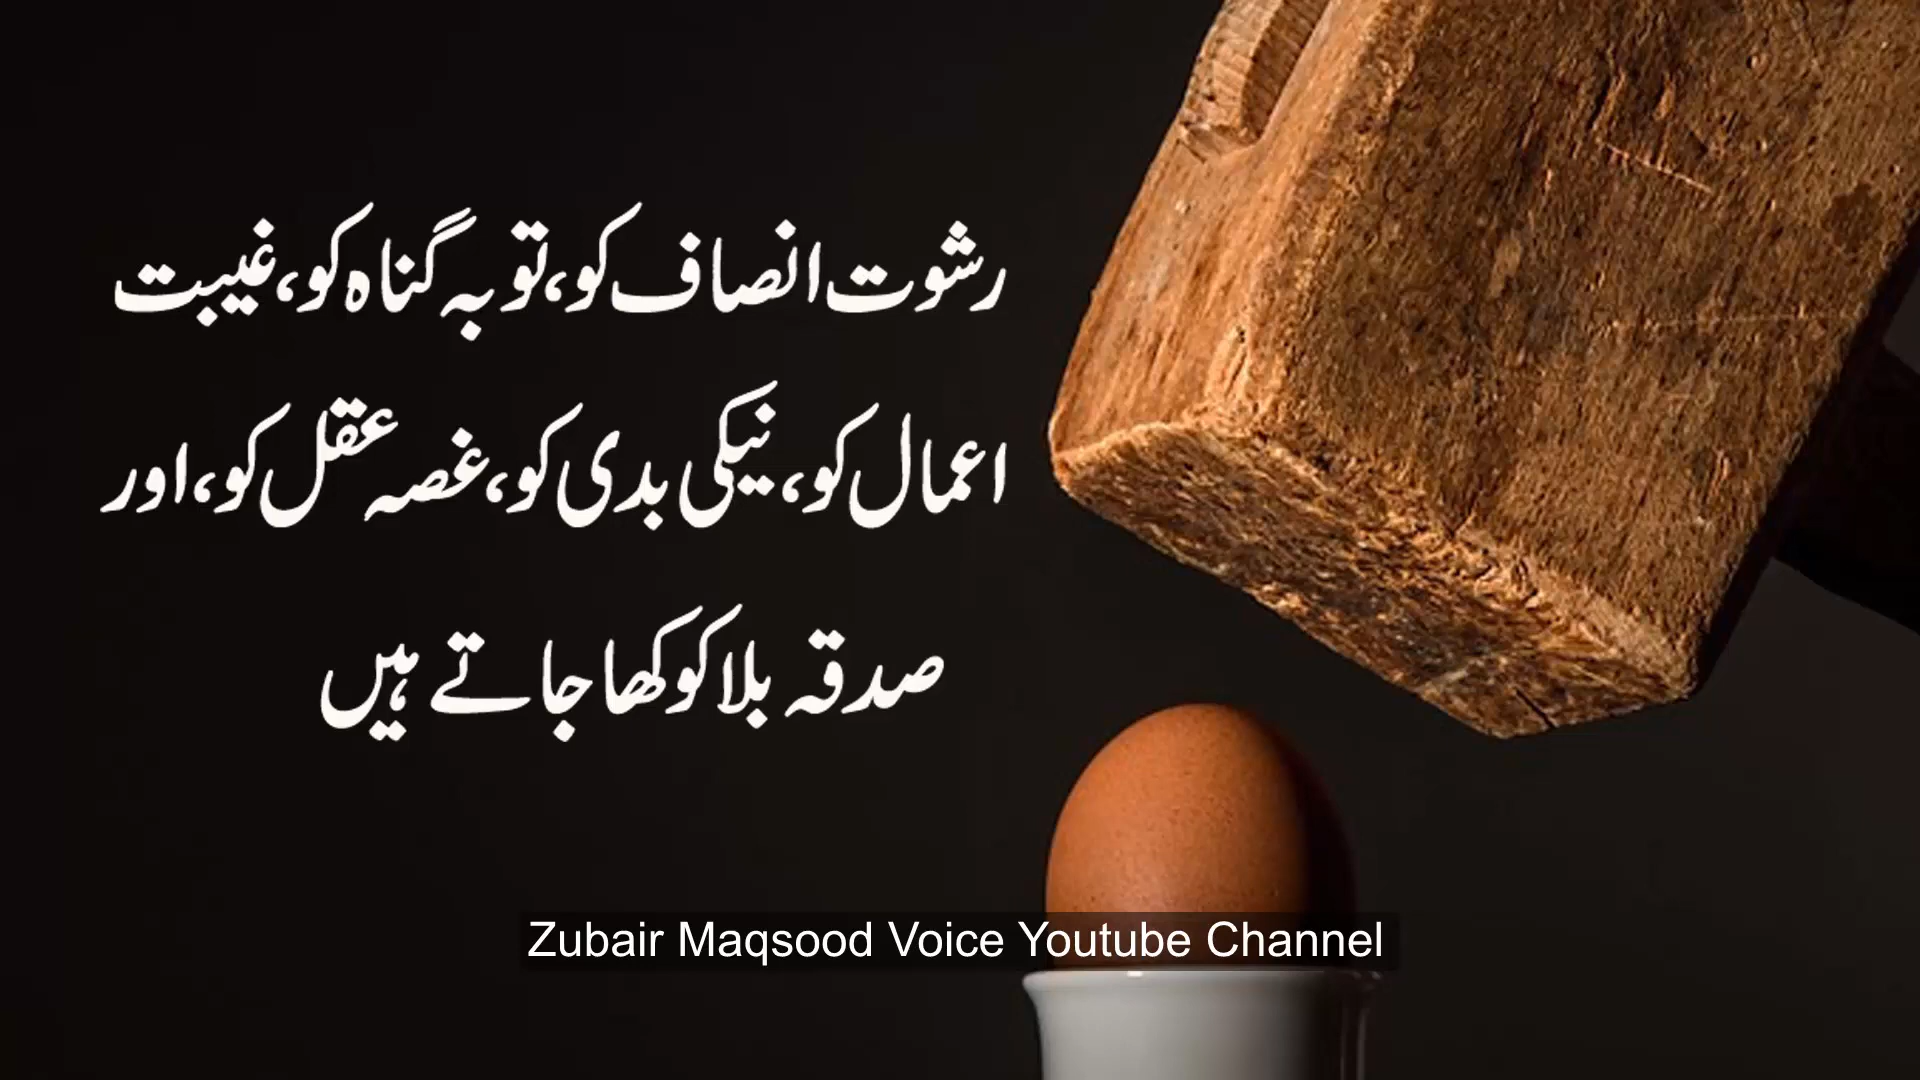 رشوت انصاف کو، توبہ گناہ کو، غیبت
اعمال کو، نیکی بدی کو، غصہ عقل کو، اور
صدقہ بلا کو کھا جاتے ہیں
Zubair Maqsood Voice Youtube Channel